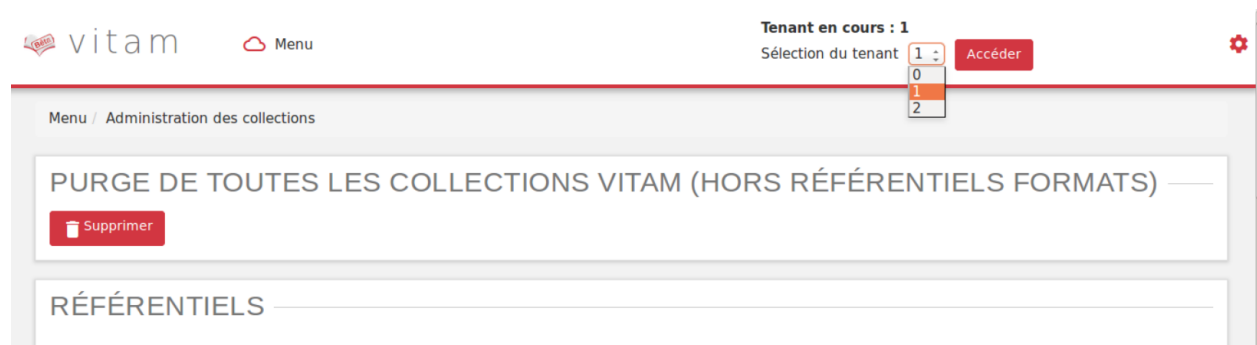 Bêta
vitam
Menu
Tenant en cours : 1
Sélection du tenant 1 Accéder
0
1
2
Menu / Administration des collections
PURGE DE TOUTES LES COLLECTIONS VITAM (HORS RÉFÉRENTIELS FORMATS)
Supprimer
RÉFÉRENTIELS